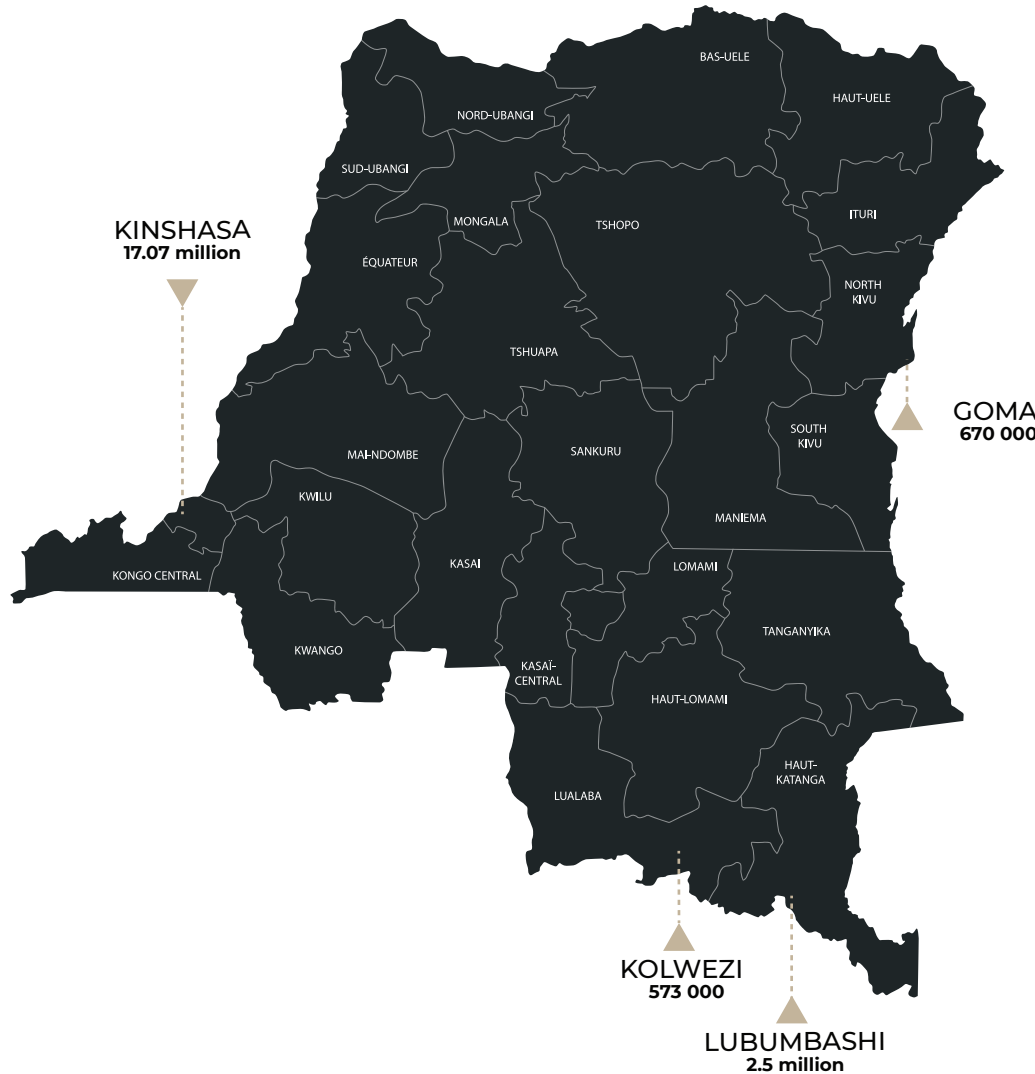 BAS-UELE
HAUT-UELE
NORD-UBANGI
SUD-UBANGI
MONGALA
TSHOPO
ITURI
KINSHASA
17.07 million
ÉQUATEUR
NORTH
KIVU
TSHUAPA
GOMA
670 000
SOUTH
KIVU
MAI-NDOMBE
SANKURU
KWILU
MANIEMA
KONGO CENTRAL
KASAI
LOMAMI
TANGANYIKA
KWANGO
KASAÏ-
CENTRAL
HAUT-LOMAMI
HAUT-
KATANGA
LUALABA
KOLWEZI
573 000
LUBUMBASHI
2.5 million